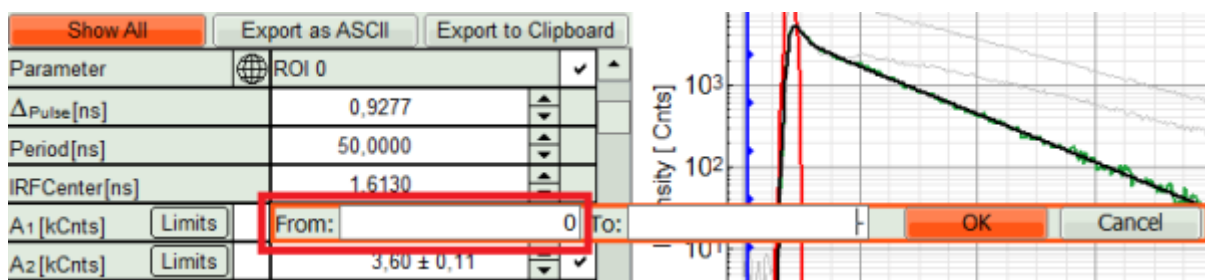 Show All Export as ASCII Export to Clipboard
Parameter ROI 0
ΔPulse[ns] 0,9277
Period[ns] 50,0000
IRFCenter[ns] 1,6130
A1[kCnts] Limits From: 0 To: OK Cancel
A2[kCnts] Limits 3,60 ± 0,11
10³
10²
10¹
[ Cnts]